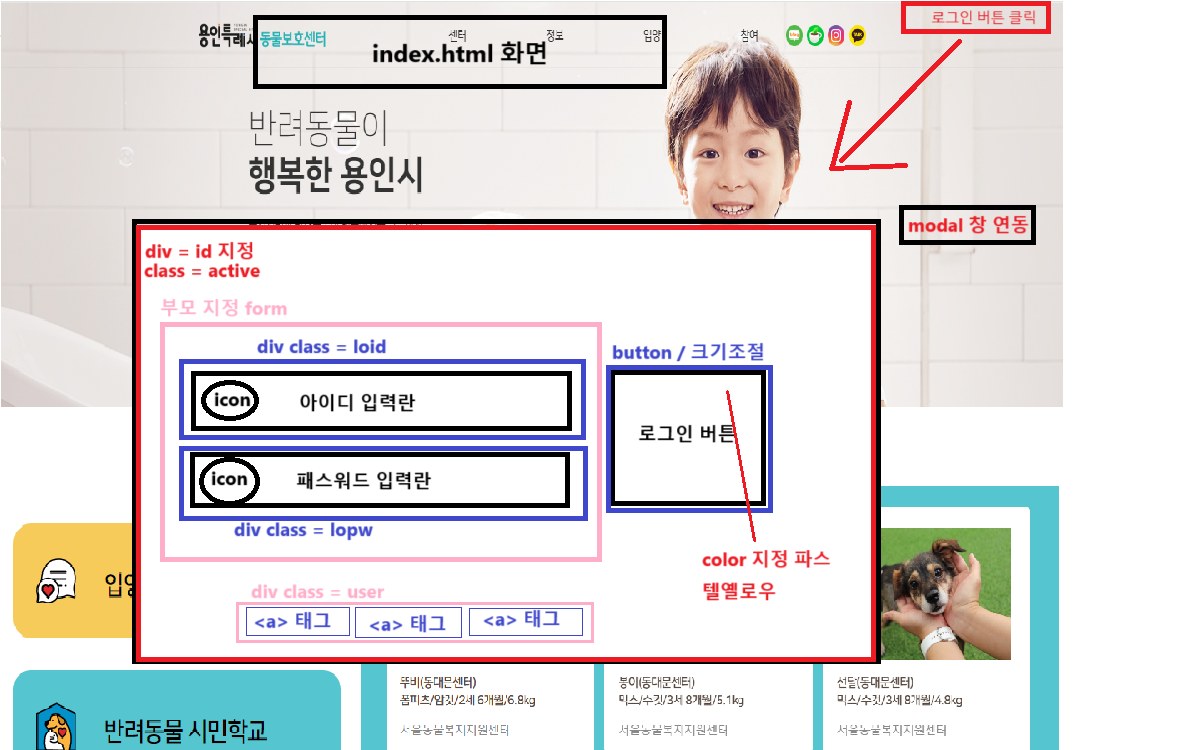 로그인 버튼 클릭
용인특례시 동물보호센터
센터 정보 입양 참여
index.html 화면
반려동물이
행복한 용인시
modal 창 연동
div = id 지정
class = active
부모 지정 form
div class = loid
button / 크기조절
icon 아이디 입력란
로그인 버튼
icon 패스워드 입력란
div class = lopw
color 지정 파스
텔옐로우
div class = user
<a> 태그 <a> 태그 <a> 태그
입양
반려동물 시민학교
뚜비(동대문센터)
폼피츠/암컷/2세 6개월/6.8kg
서울동물복지지원센터
봉이(동대문센터)
믹스/수컷/3세 8개월/5.1kg
서울동물복지지원센터
선달(동대문센터)
믹스/수컷/3세 8개월/4.8kg
서울동물복지지원센터